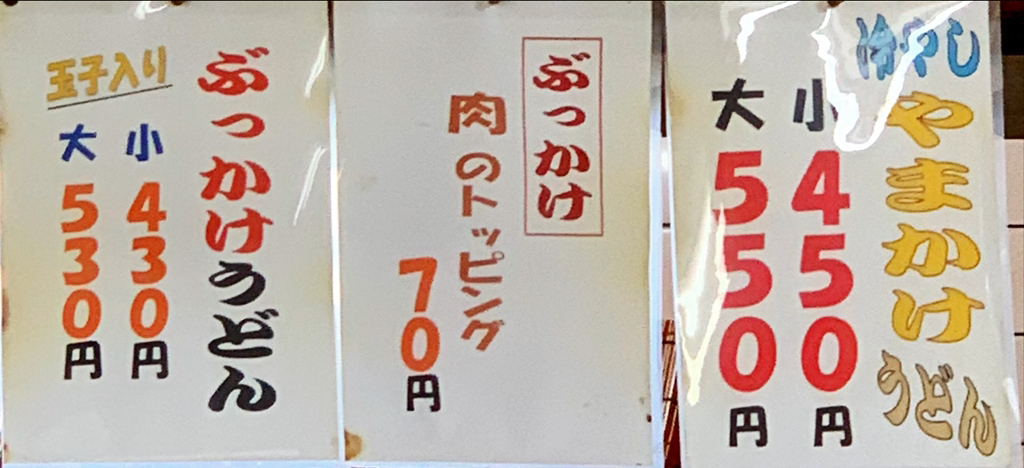 ぶっかけうどん
玉子入り
小 430円
大 530円
ぶっかけ
肉のトッピング
70円
冷やし
やまかけうどん
小 450円
大 550円